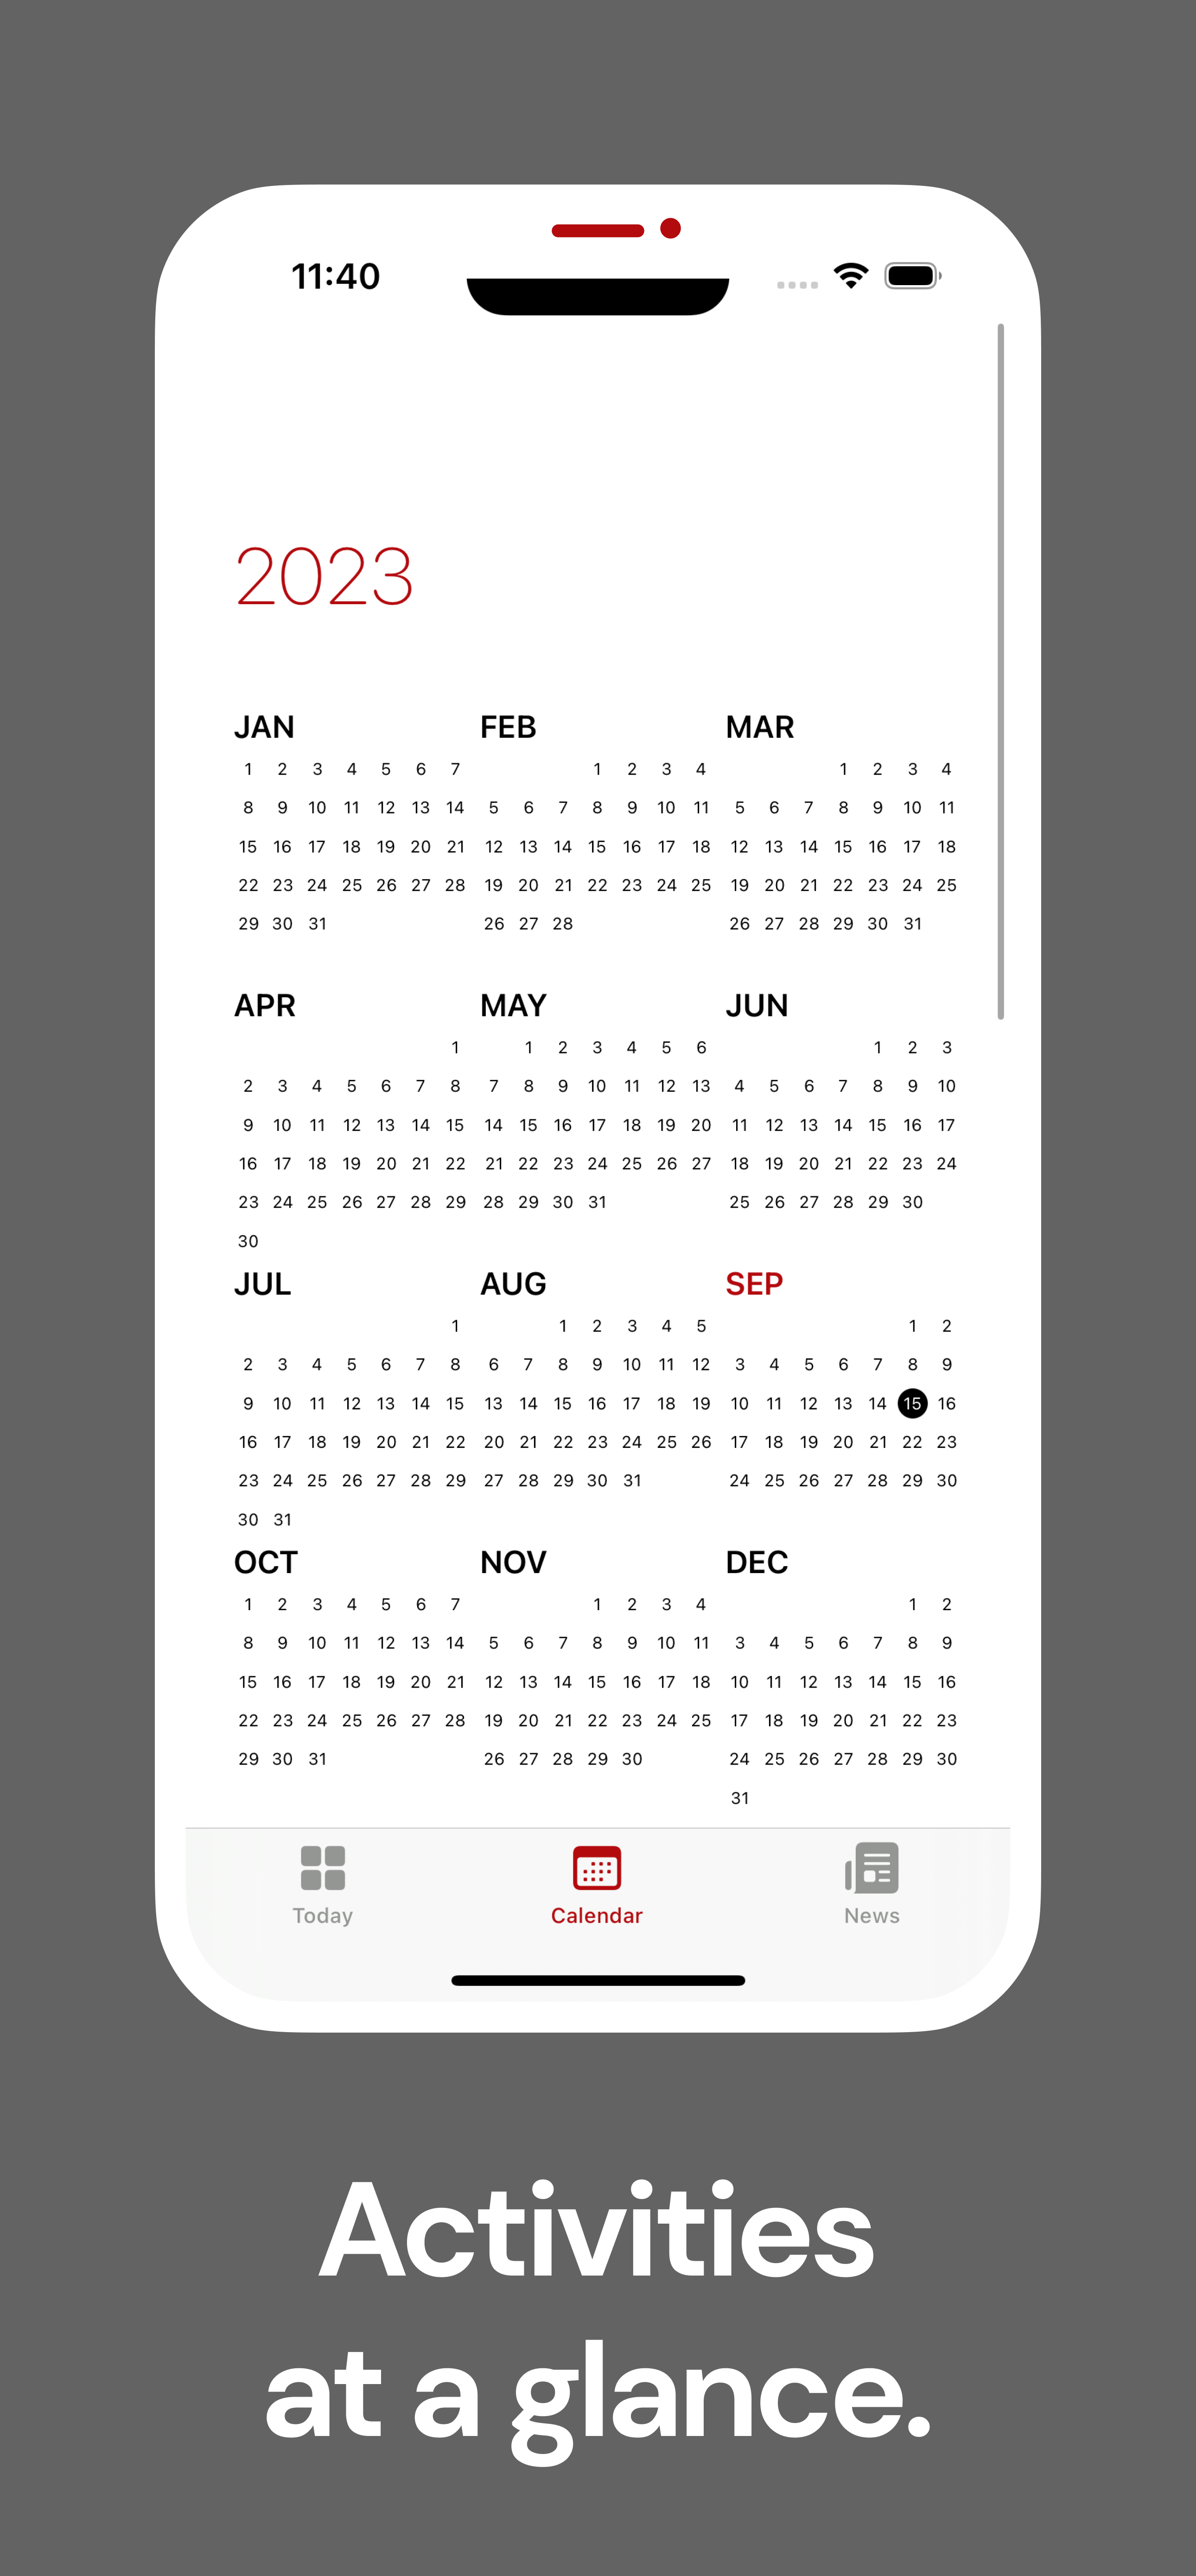 11:40
2023
JAN FEB MAR
1 2 3 4 5 6 7 1 2 3 4 1 2 3 4
8 9 10 11 12 13 14 5 6 7 8 9 10 11 5 6 7 8 9 10 11
15 16 17 18 19 20 21 12 13 14 15 16 17 18 12 13 14 15 16 17 18
22 23 24 25 26 27 28 19 20 21 22 23 24 25 19 20 21 22 23 24 25
29 30 31 26 27 28 26 27 28 29 30 31
APR MAY JUN
1 1 2 3 4 5 6 1 2 3
2 3 4 5 6 7 8 7 8 9 10 11 12 13 4 5 6 7 8 9 10
9 10 11 12 13 14 15 14 15 16 17 18 19 20 11 12 13 14 15 16 17
16 17 18 19 20 21 22 21 22 23 24 25 26 27 18 19 20 21 22 23 24
23 24 25 26 27 28 29 28 29 30 31 25 26 27 28 29 30
30
JUL AUG SEP
1 1 2 3 4 5 1 2
2 3 4 5 6 7 8 6 7 8 9 10 11 12 3 4 5 6 7 8 9
9 10 11 12 13 14 15 13 14 15 16 17 18 19 10 11 12 13 14 15 16
16 17 18 19 20 21 22 20 21 22 23 24 25 26 17 18 19 20 21 22 23
23 24 25 26 27 28 29 27 28 29 30 31 24 25 26 27 28 29 30
30 31
OCT NOV DEC
1 2 3 4 5 6 7 1 2 3 4 1 2
8 9 10 11 12 13 14 5 6 7 8 9 10 11 3 4 5 6 7 8 9
15 16 17 18 19 20 21 12 13 14 15 16 17 18 10 11 12 13 14 15 16
22 23 24 25 26 27 28 19 20 21 22 23 24 25 17 18 19 20 21 22 23
29 30 31 26 27 28 29 30 24 25 26 27 28 29 30
31
Today Calendar News
Activities
at a glance.